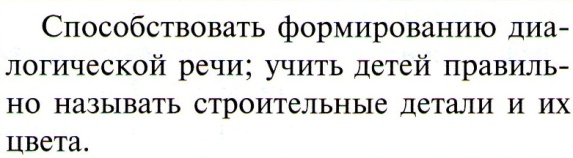 Способствовать формированию диа-
логической речи; учить детей правиль-
но называть строительные детали и их
цвета.